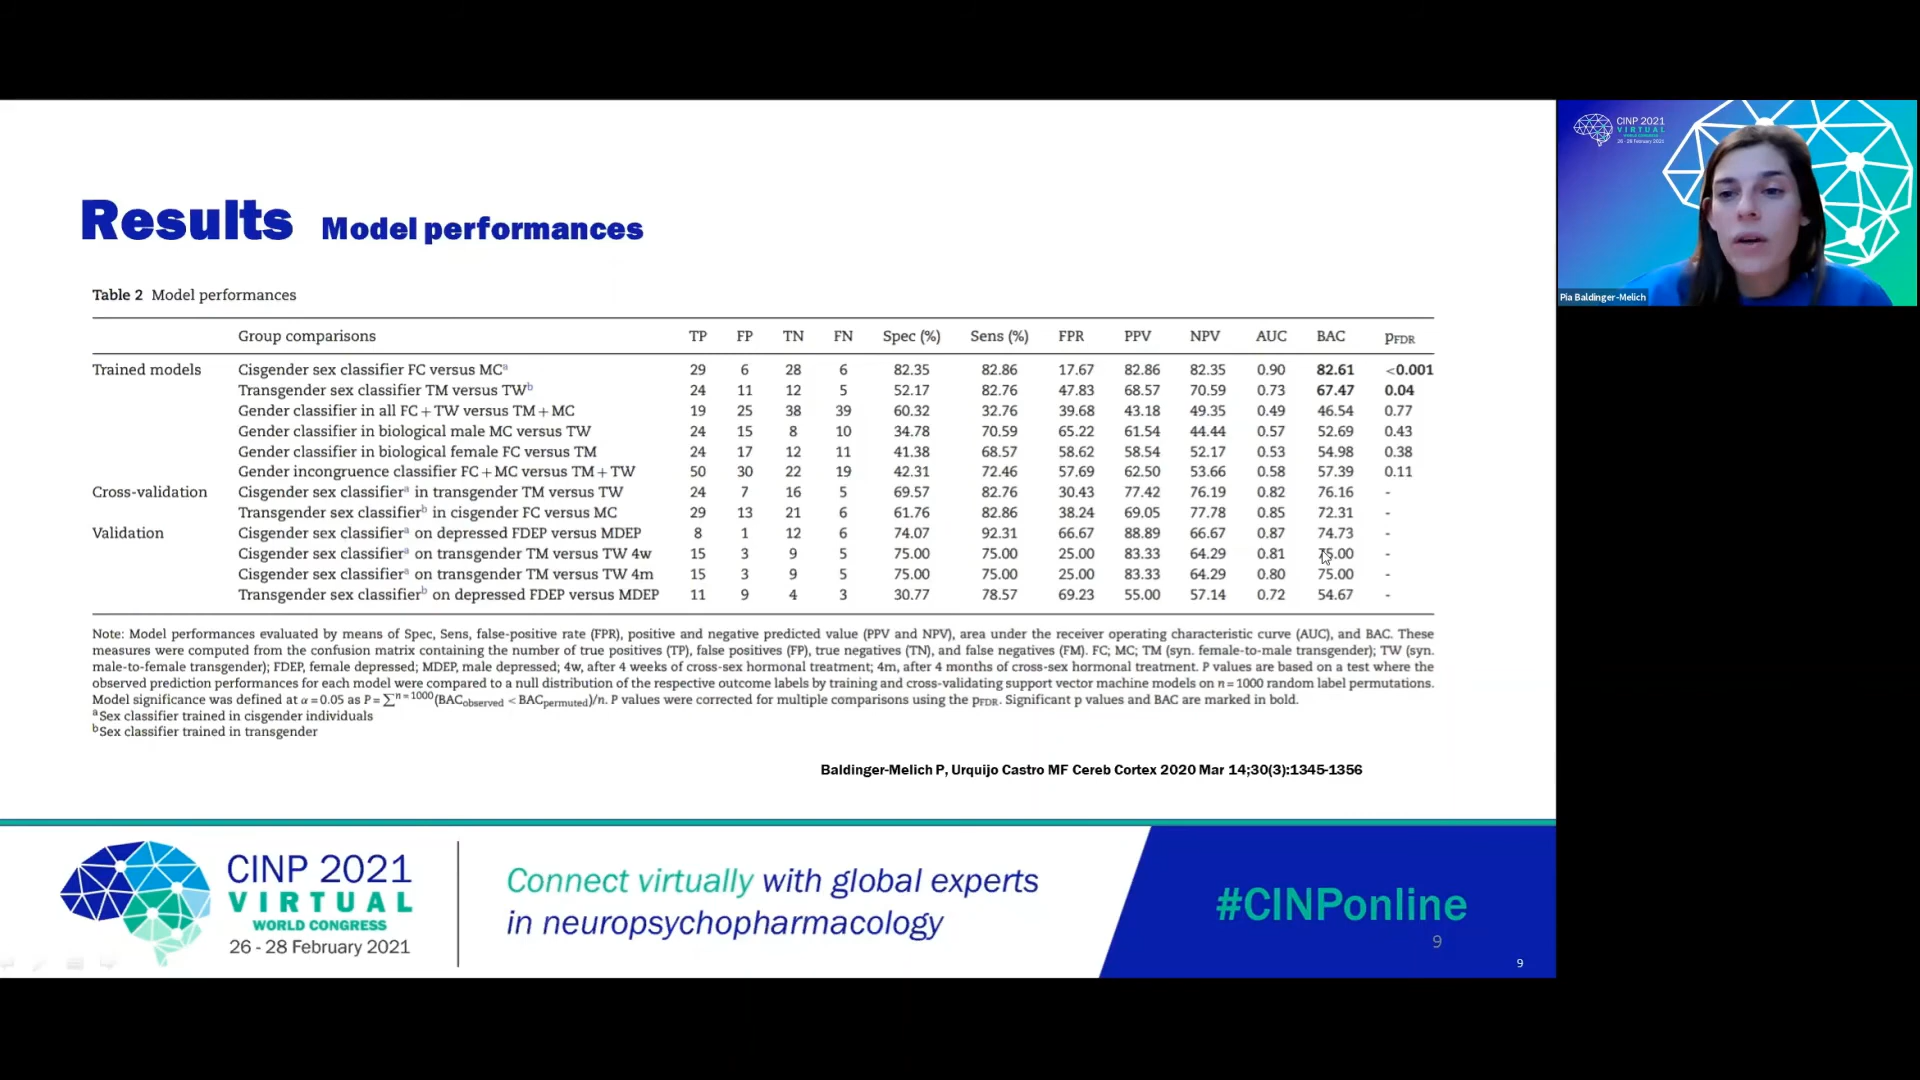 CINP 2021
VIRTUAL
WORLD CONGRESS
26 - 28 February 2021
Pia Baldinger-Melich
Results Model performances
Table 2 Model performances
Group comparisons TP FP TN FN Spec (%) Sens (%) FPR PPV NPV AUC BAC pFDR
Trained models Cisgender sex classifier FC versus MCa 29 6 28 6 82.35 82.86 17.67 82.86 82.35 0.90 82.61 <0.001
Transgender sex classifier TM versus TWb 24 11 12 5 52.17 82.76 47.83 68.57 70.59 0.73 67.47 0.04
Gender classifier in all FC + TW versus TM + MC 19 25 38 39 60.32 32.76 39.68 43.18 49.35 0.49 46.54 0.77
Gender classifier in biological male MC versus TW 24 15 8 10 34.78 70.59 65.22 61.54 44.44 0.57 52.69 0.43
Gender classifier in biological female FC versus TM 24 17 12 11 41.38 68.57 58.62 58.54 52.17 0.53 54.98 0.38
Gender incongruence classifier FC + MC versus TM + TW 50 30 22 19 42.31 72.46 57.69 62.50 53.66 0.58 57.39 0.11
Cross-validation Cisgender sex classifiera in transgender TM versus TW 24 7 16 5 69.57 82.76 30.43 77.42 76.19 0.82 76.16 -
Transgender sex classifierb in cisgender FC versus MC 29 13 21 6 61.76 82.86 38.24 69.05 77.78 0.85 72.31 -
Validation Cisgender sex classifiera on depressed FDEP versus MDEP 8 1 12 6 74.07 92.31 66.67 88.89 66.67 0.87 74.73 -
Cisgender sex classifiera on transgender TM versus TW 4w 15 3 9 5 75.00 75.00 25.00 83.33 64.29 0.81 75.00 -
Cisgender sex classifiera on transgender TM versus TW 4m 15 3 9 5 75.00 75.00 25.00 83.33 64.29 0.80 75.00 -
Transgender sex classifierb on depressed FDEP versus MDEP 11 9 4 3 30.77 78.57 69.23 55.00 57.14 0.72 54.67 -
Note: Model performances evaluated by means of Spec, Sens, false-positive rate (FPR), positive and negative predicted value (PPV and NPV), area under the receiver operating characteristic curve (AUC), and BAC. These
measures were computed from the confusion matrix containing the number of true positives (TP), false positives (FP), true negatives (TN), and false negatives (FM). FC; MC; TM (syn. female-to-male transgender); TW (syn.
male-to-female transgender); FDEP, female depressed; MDEP, male depressed; 4w, after 4 weeks of cross-sex hormonal treatment; 4m, after 4 months of cross-sex hormonal treatment. P values are based on a test where the
observed prediction performances for each model were compared to a null distribution of the respective outcome labels by training and cross-validating support vector machine models on n = 1000 random label permutations.
Model significance was defined at α = 0.05 as P = ∑n = 1000(BACobserved < BACpermuted)/n. P values were corrected for multiple comparisons using the pFDR. Significant p values and BAC are marked in bold.
aSex classifier trained in cisgender individuals
bSex classifier trained in transgender
Baldinger-Melich P, Urquijo Castro MF Cereb Cortex 2020 Mar 14;30(3):1345-1356
CINP 2021
VIRTUAL
WORLD CONGRESS
26 - 28 February 2021
Connect virtually with global experts
in neuropsychopharmacology
#CINPonline
9
9